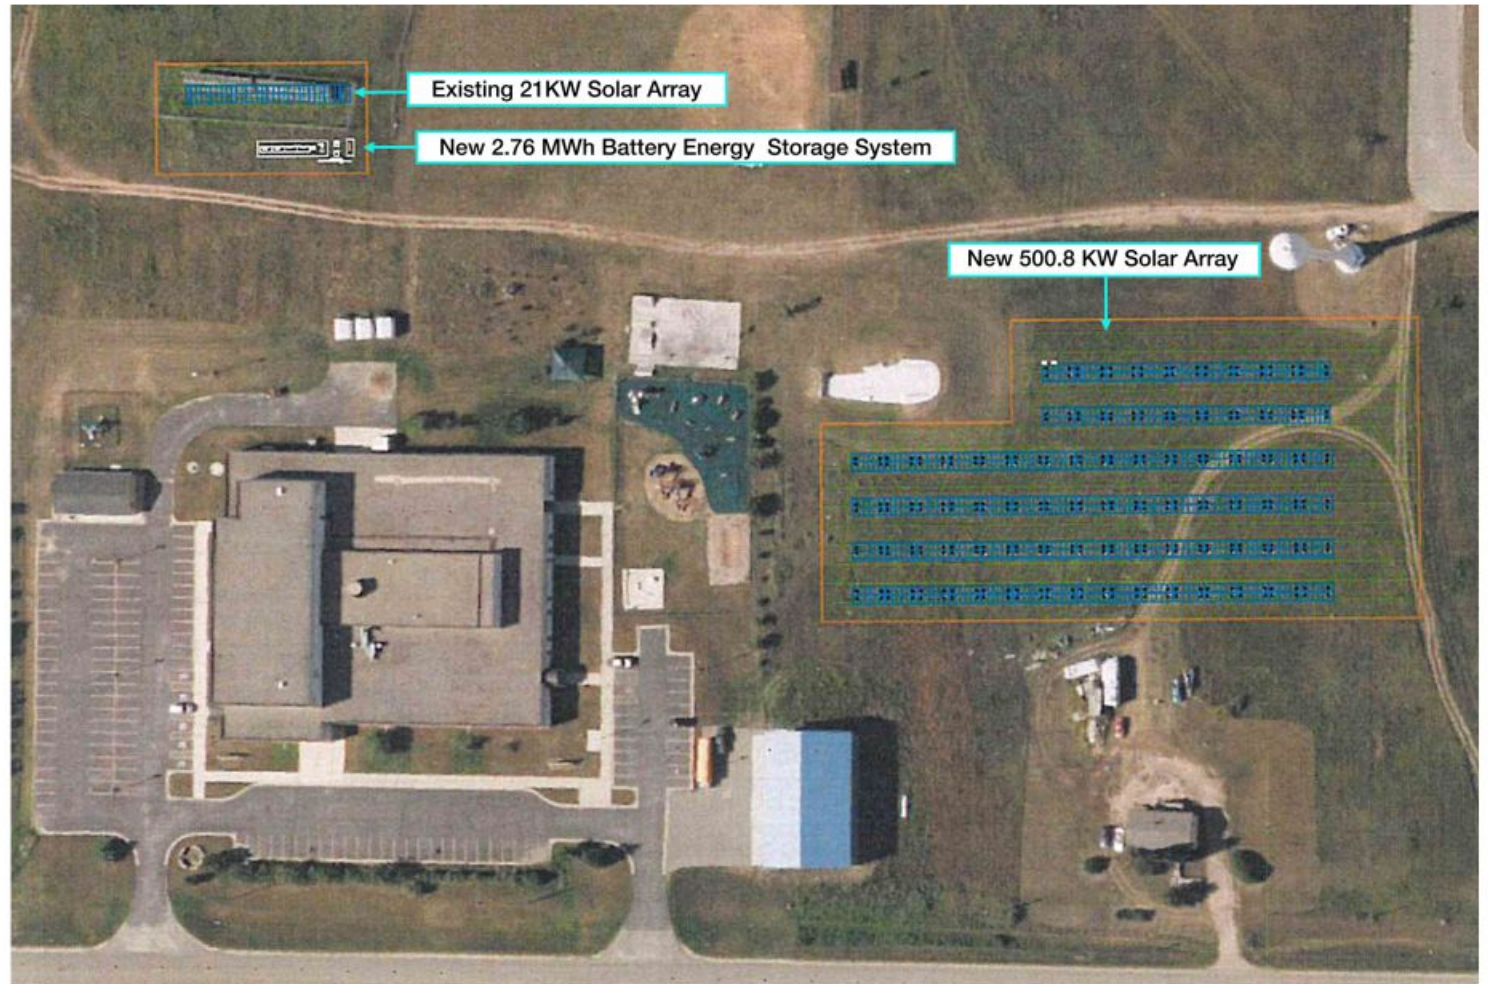 Existing 21KW Solar Array
New 2.76 MWh Battery Energy Storage System
New 500.8 KW Solar Array